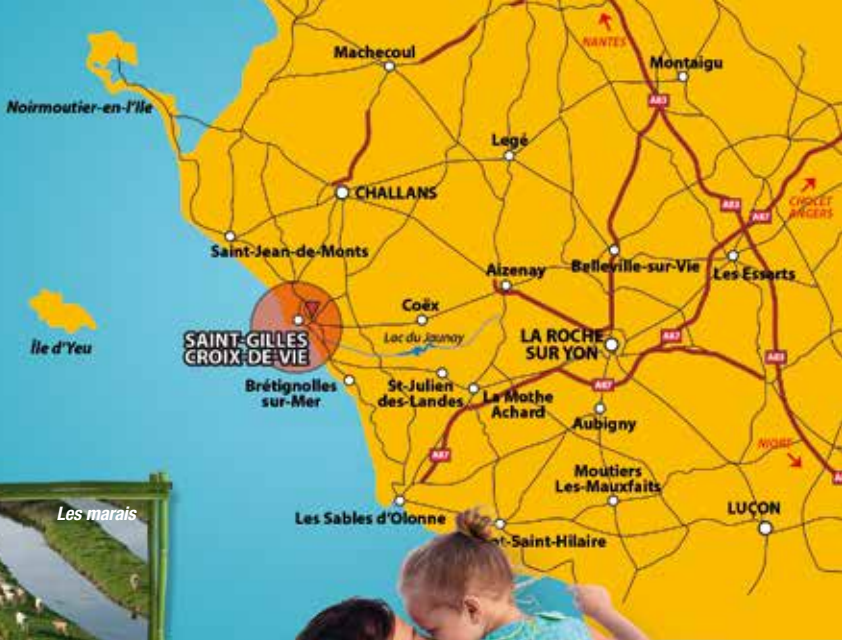 NANTES
Machecoul
Montaigu
Noirmoutier-en-l'Ile
A83
Legé
CHALLANS
CHOLET
ANGERS
A83
A87
Saint-Jean-de-Monts
Aizenay
Belleville-sur-Vie
Les Essarts
Coëx
Île d'Yeu
SAINT-GILLES
CROIX-DE-VIE
Lac du Jaunay
LA ROCHE
SUR YON
A87
A83
Brétignolles
sur-Mer
St-Julien
des-Landes
La Mothe
Achard
A87
Aubigny
NIORT
A87
Moutiers
Les-Mauxfaits
Les marais
Les Sables d'Olonne
LUÇON
-Saint-Hilaire